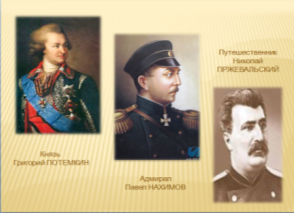 Путешественник
Николай
ПРЖЕВАЛЬСКИЙ
Князь
Григорий ПОТЕМКИН
Адмирал
Павел НАХИМОВ